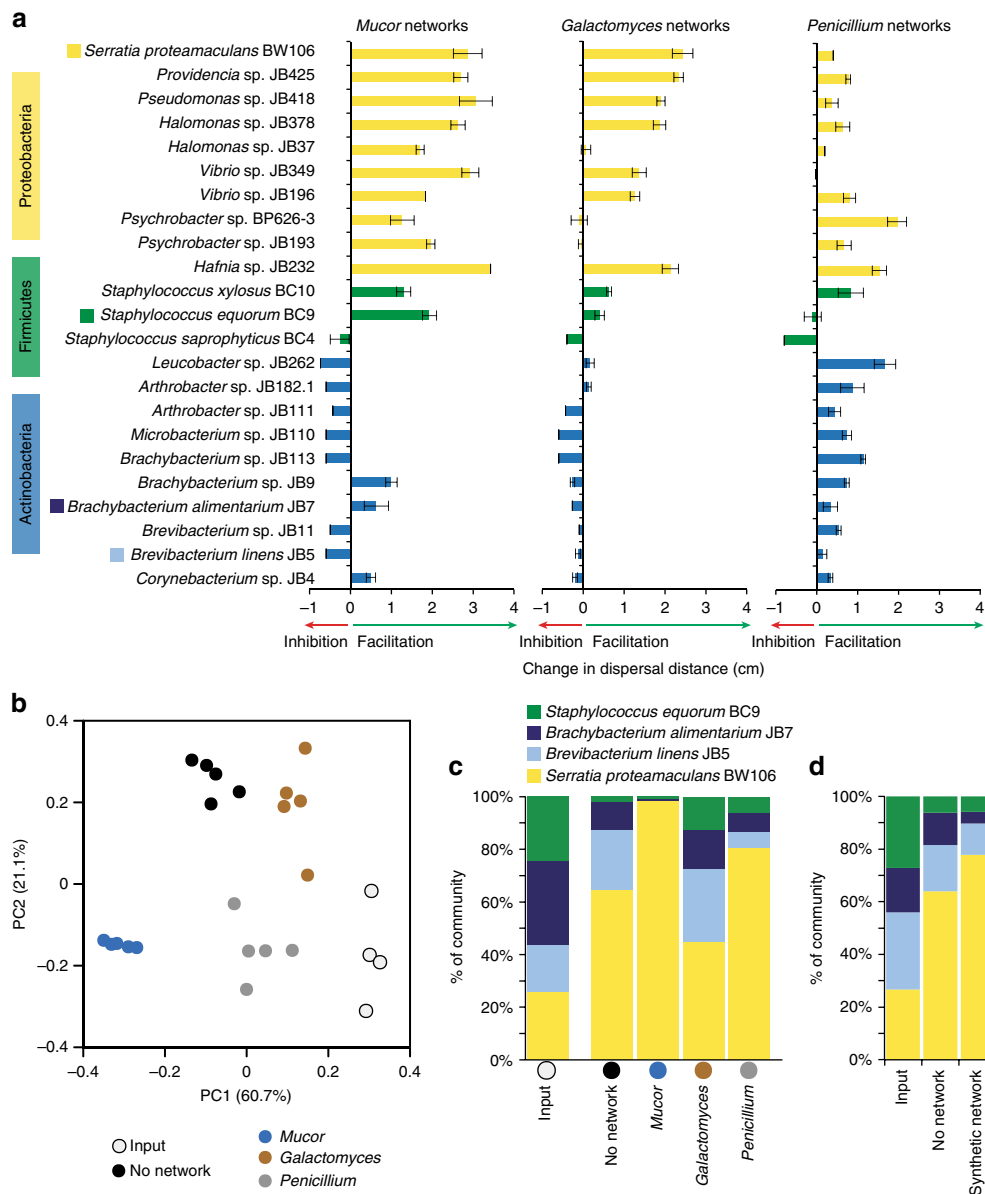 a
Mucor networks
Galactomyces networks
Penicillium networks
Proteobacteria
Firmicutes
Actinobacteria
Serratia proteamaculans BW106
Providencia sp. JB425
Pseudomonas sp. JB418
Halomonas sp. JB378
Halomonas sp. JB37
Vibrio sp. JB349
Vibrio sp. JB196
Psychrobacter sp. BP626-3
Psychrobacter sp. JB193
Hafnia sp. JB232
Staphylococcus xylosus BC10
Staphylococcus equorum BC9
Staphylococcus saprophyticus BC4
Leucobacter sp. JB262
Arthrobacter sp. JB182.1
Arthrobacter sp. JB111
Microbacterium sp. JB110
Brachybacterium sp. JB113
Brachybacterium sp. JB9
Brachybacterium alimentarium JB7
Brevibacterium sp. JB11
Brevibacterium linens JB5
Corynebacterium sp. JB4
–1 0 1 2 3 4
–1 0 1 2 3 4
–1 0 1 2 3 4
Inhibition Facilitation
Inhibition Facilitation
Inhibition Facilitation
Change in dispersal distance (cm)
b
0.4
0.2
0
–0.2
–0.4
PC2 (21.1%)
–0.4 –0.2 0 0.2 0.4
PC1 (60.7%)
Input
No network
Mucor
Galactomyces
Penicillium
Staphylococcus equorum BC9
Brachybacterium alimentarium JB7
Brevibacterium linens JB5
Serratia proteamaculans BW106
c
100%
80%
60%
40%
20%
0%
% of community
Input
No network
Mucor
Galactomyces
Penicillium
d
100%
80%
60%
40%
20%
0%
% of community
Input
No network
Synthetic network